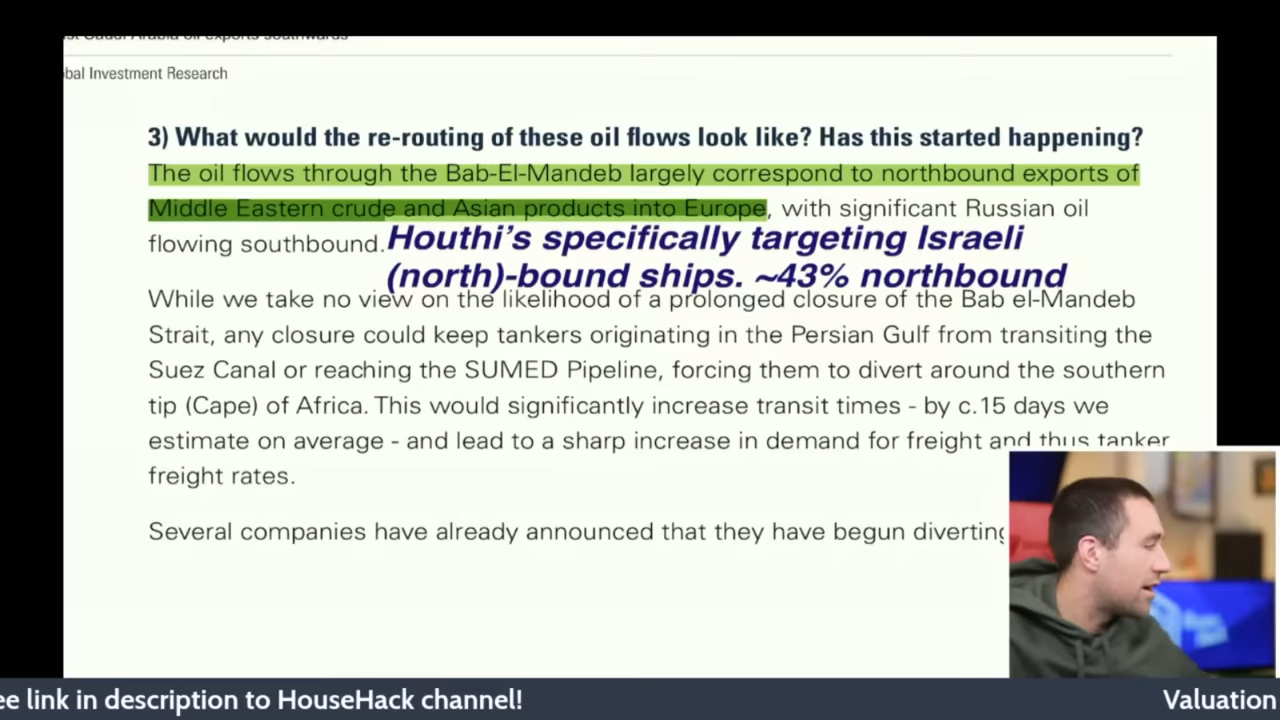 st Saudi Arabia oil exports southwards
bal Investment Research
3) What would the re-routing of these oil flows look like? Has this started happening?
The oil flows through the Bab-El-Mandeb largely correspond to northbound exports of
Middle Eastern crude and Asian products into Europe, with significant Russian oil
flowing southbound.
Houthi’s specifically targeting Israeli
(north)-bound ships. ~43% northbound
While we take no view on the likelihood of a prolonged closure of the Bab el-Mandeb
Strait, any closure could keep tankers originating in the Persian Gulf from transiting the
Suez Canal or reaching the SUMED Pipeline, forcing them to divert around the southern
tip (Cape) of Africa. This would significantly increase transit times - by c.15 days we
estimate on average - and lead to a sharp increase in demand for freight and thus tanker
freight rates.
Several companies have already announced that they have begun diverting
ee link in description to HouseHack channel!
Valuation